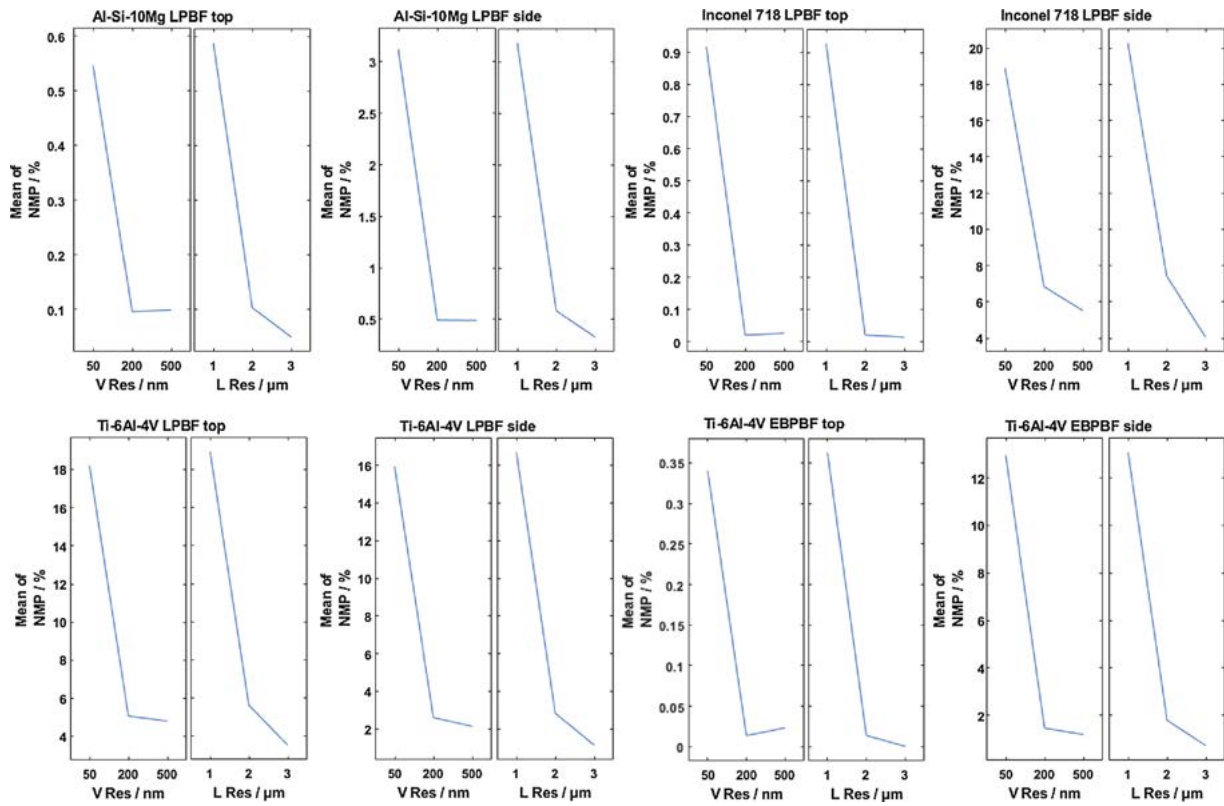 Al-Si-10Mg LPBF top
Mean of
NMP / %
0.6
0.5
0.4
0.3
0.2
0.1
50 200 500
V Res / nm
1 2 3
L Res / µm
Al-Si-10Mg LPBF side
Mean of
NMP / %
3
2.5
2
1.5
1
0.5
50 200 500
V Res / nm
1 2 3
L Res / µm
Inconel 718 LPBF top
Mean of
NMP / %
0.9
0.8
0.7
0.6
0.5
0.4
0.3
0.2
0.1
0
50 200 500
V Res / nm
1 2 3
L Res / µm
Inconel 718 LPBF side
Mean of
NMP / %
20
18
16
14
12
10
8
6
4
50 200 500
V Res / nm
1 2 3
L Res / µm
Ti-6Al-4V LPBF top
Mean of
NMP / %
18
16
14
12
10
8
6
4
50 200 500
V Res / nm
1 2 3
L Res / µm
Ti-6Al-4V LPBF side
Mean of
NMP / %
16
14
12
10
8
6
4
2
50 200 500
V Res / nm
1 2 3
L Res / µm
Ti-6Al-4V EBPBF top
Mean of
NMP / %
0.35
0.3
0.25
0.2
0.15
0.1
0.05
0
50 200 500
V Res / nm
1 2 3
L Res / µm
Ti-6Al-4V EBPBF side
Mean of
NMP / %
12
10
8
6
4
2
50 200 500
V Res / nm
1 2 3
L Res / µm